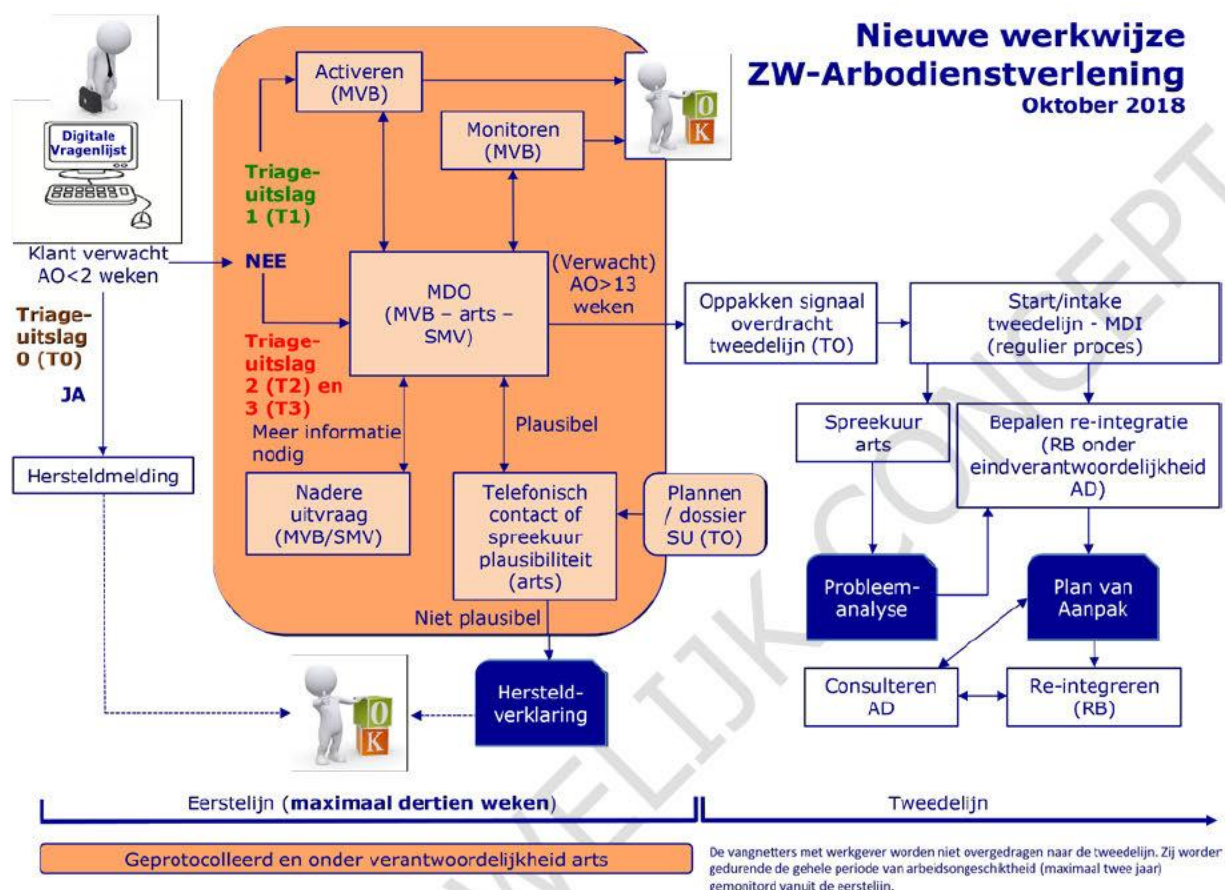 Nieuwe werkwijze
ZW-Arbodienstverlening
Oktober 2018
Digitale
Vragenlijst
Klant verwacht
AO<2 weken
Triage-
uitslag
0 (T0)
JA
Hersteldmelding
NEE
Triage-
uitslag
1 (T1)
Triage-
uitslag
2 (T2) en
3 (T3)
Activeren
(MVB)
Monitoren
(MVB)
O
K
MDO
(MVB – arts –
SMV)
(Verwacht)
AO>13
weken
Meer informatie
nodig
Plausibel
Nadere
uitvraag
(MVB/SMV)
Telefonisch
contact of
spreekuur
plausibiliteit
(arts)
Plannen
/ dossier
SU (TO)
Niet plausibel
Hersteld-
verklaring
O
K
Oppakken signaal
overdracht
tweedelijn (TO)
Start/intake
tweedelijn - MDI
(regulier proces)
Spreekuur
arts
Bepalen re-integratie
(RB onder
eindverantwoordelijkheid
AD)
Probleem-
analyse
Plan van
Aanpak
Consulteren
AD
Re-integreren
(RB)
Eerstelijn (maximaal dertien weken)
Tweedelijn
Geprotocolleerd en onder verantwoordelijkheid arts
De vangnetters met werkgever worden niet overgedragen naar de tweedelijn. Zij worden
gedurende de gehele periode van arbeidsongeschiktheid (maximaal twee jaar)
gemonitord vanuit de eerstelijn.
WELIJK CONCEPT